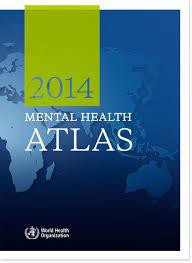 2014
MENTAL HEALTH
ATLAS
World Health
Organization